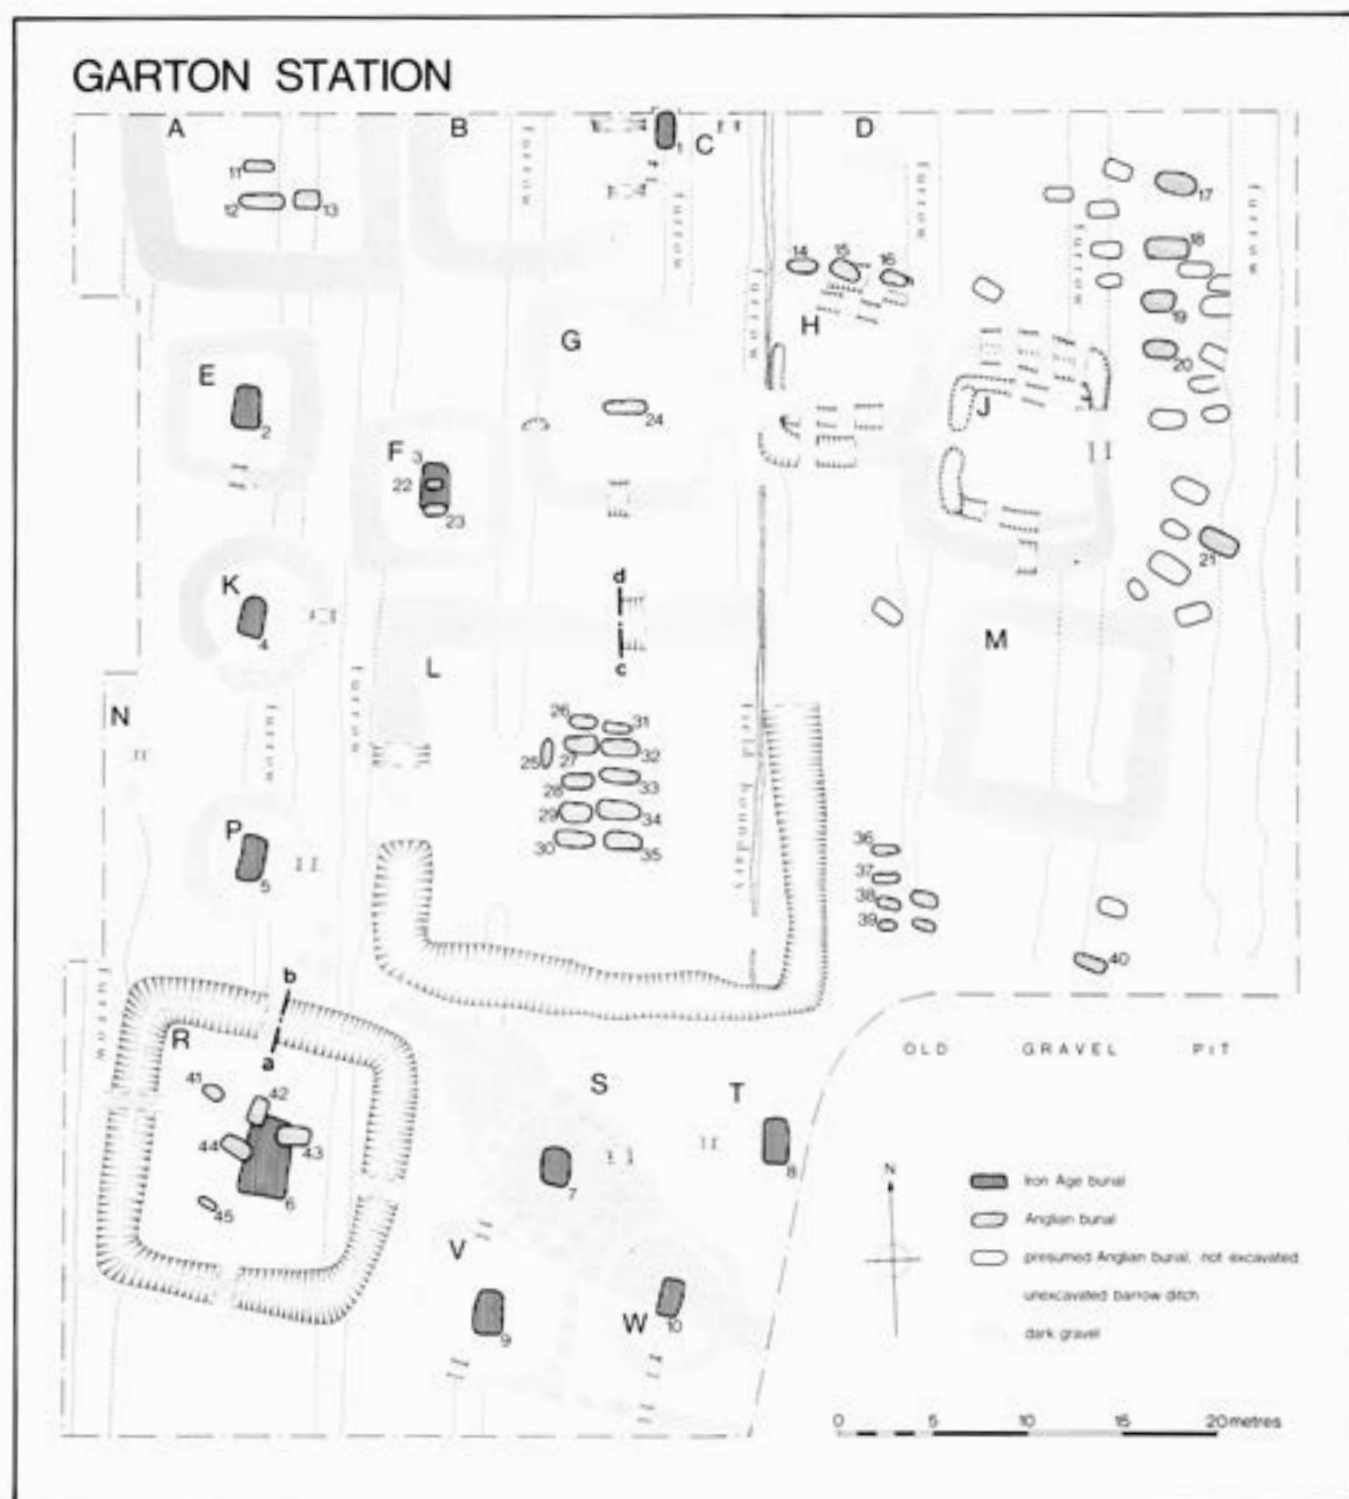 GARTON STATION
A
B
C
D
1
furrow
furrow
furrow
furrow
furrow
furrow
11
12
13
14
15
16
17
18
19
20
E
2
F
3
22
23
G
24
H
J
21
K
4
d
c
L
M
N
furrow
furrow
field boundary
26
31
25
27
32
28
33
29
34
30
35
P
5
36
37
38
39
40
furrow
b
a
R
41
42
44
43
45
6
OLD GRAVEL PIT
S
T
7
8
V
9
W
10
N
Iron Age burial
Anglian burial
presumed Anglian burial, not excavated
unexcavated barrow ditch
dark gravel
0 5 10 15 20 metres